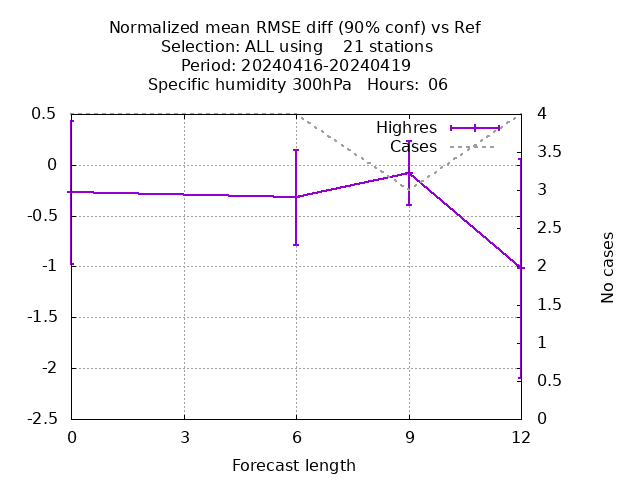 Normalized mean RMSE diff (90% conf) vs Ref
Selection: ALL using    21 stations
Period: 20240416-20240419
Specific humidity 300hPa   Hours:  06
Highres
Cases
0.5
0
-0.5
-1
-1.5
-2
-2.5
4
3.5
3
2.5
2
1.5
1
0.5
0
No cases
0 3 6 9 12
Forecast length